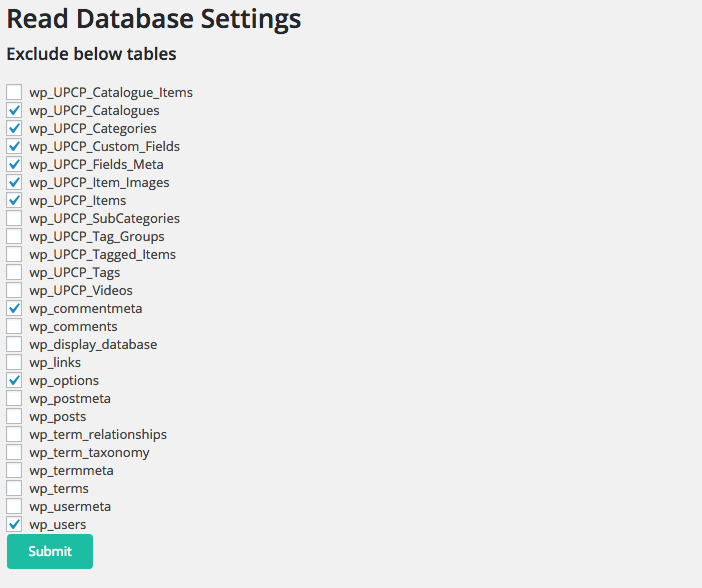 Read Database Settings
Exclude below tables
wp_UPCP_Catalogue_Items
wp_UPCP_Catalogues
wp_UPCP_Categories
wp_UPCP_Custom_Fields
wp_UPCP_Fields_Meta
wp_UPCP_Item_Images
wp_UPCP_Items
wp_UPCP_SubCategories
wp_UPCP_Tag_Groups
wp_UPCP_Tagged_Items
wp_UPCP_Tags
wp_UPCP_Videos
wp_commentmeta
wp_comments
wp_display_database
wp_links
wp_options
wp_postmeta
wp_posts
wp_term_relationships
wp_term_taxonomy
wp_termmeta
wp_terms
wp_usermeta
wp_users
Submit